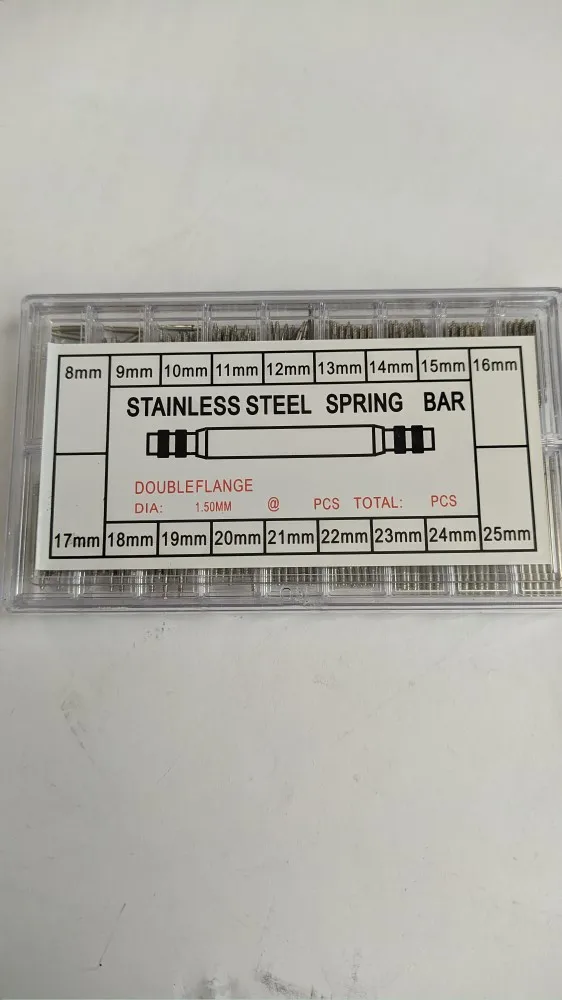 8mm 9mm 10mm 11mm 12mm 13mm 14mm 15mm 16mm
STAINLESS STEEL SPRING BAR
DOUBLEFLANGE
DIA: 1.50MM @ PCS TOTAL: PCS
17mm 18mm 19mm 20mm 21mm 22mm 23mm 24mm 25mm